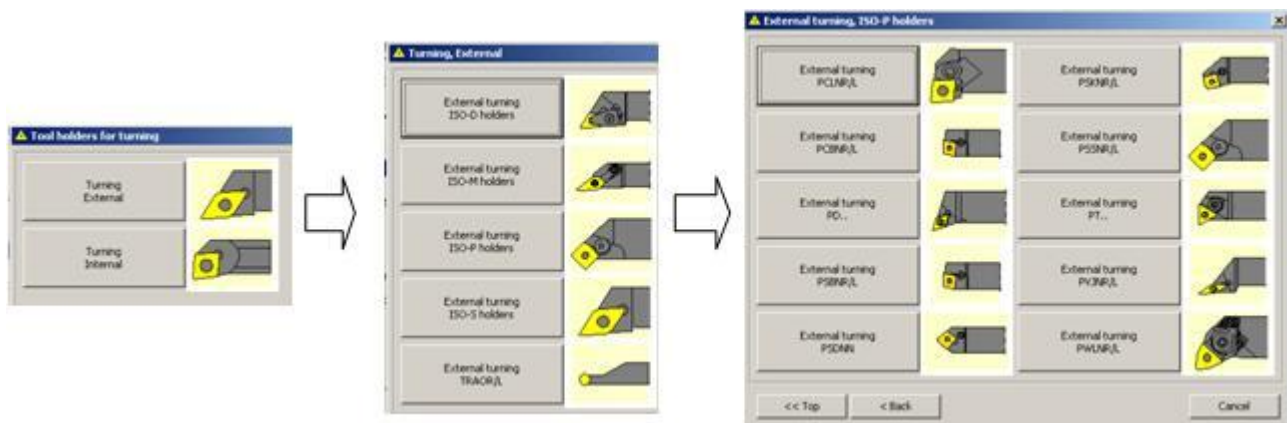 Tool holders for turning
Turning
External
Turning
Internal
Turning, External
External turning
ISO-D holders
External turning
ISO-M holders
External turning
ISO-P holders
External turning
ISO-S holders
External turning
TRAOR/L
External turning, ISO-P holders
External turning
PCLNR/L
External turning
PSKNR/L
External turning
PCBNR/L
External turning
PSSNR/L
External turning
PD..
External turning
PT..
External turning
PSBNR/L
External turning
PVJNR/L
External turning
PSDNN
External turning
PWLNR/L
<< Top
< Back
Cancel